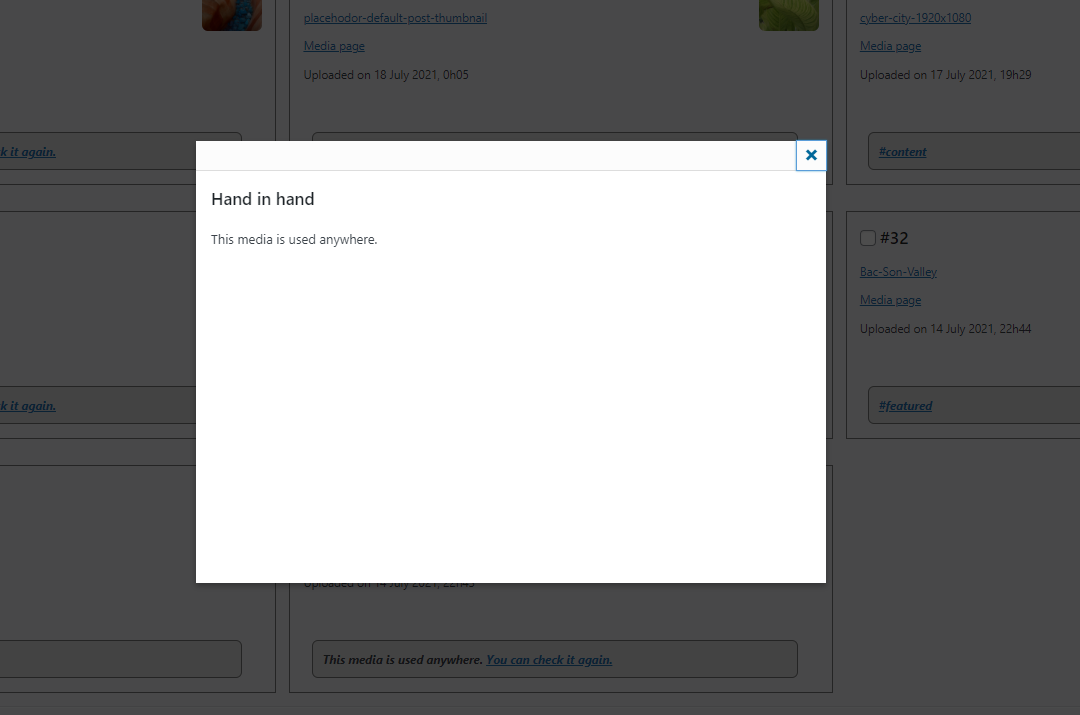 placehodor-default-post-thumbnail
cyber-city-1920x1080
Media page
Media page
Uploaded on 18 July 2021, 0h05
Uploaded on 17 July 2021, 19h29
k it again.
#content
Hand in hand
This media is used anywhere.
#32
Bac-Son-Valley
Media page
Uploaded on 14 July 2021, 22h44
k it again.
#featured
Uploaded on 14 July 2021, 22h43
This media is used anywhere. You can check it again.